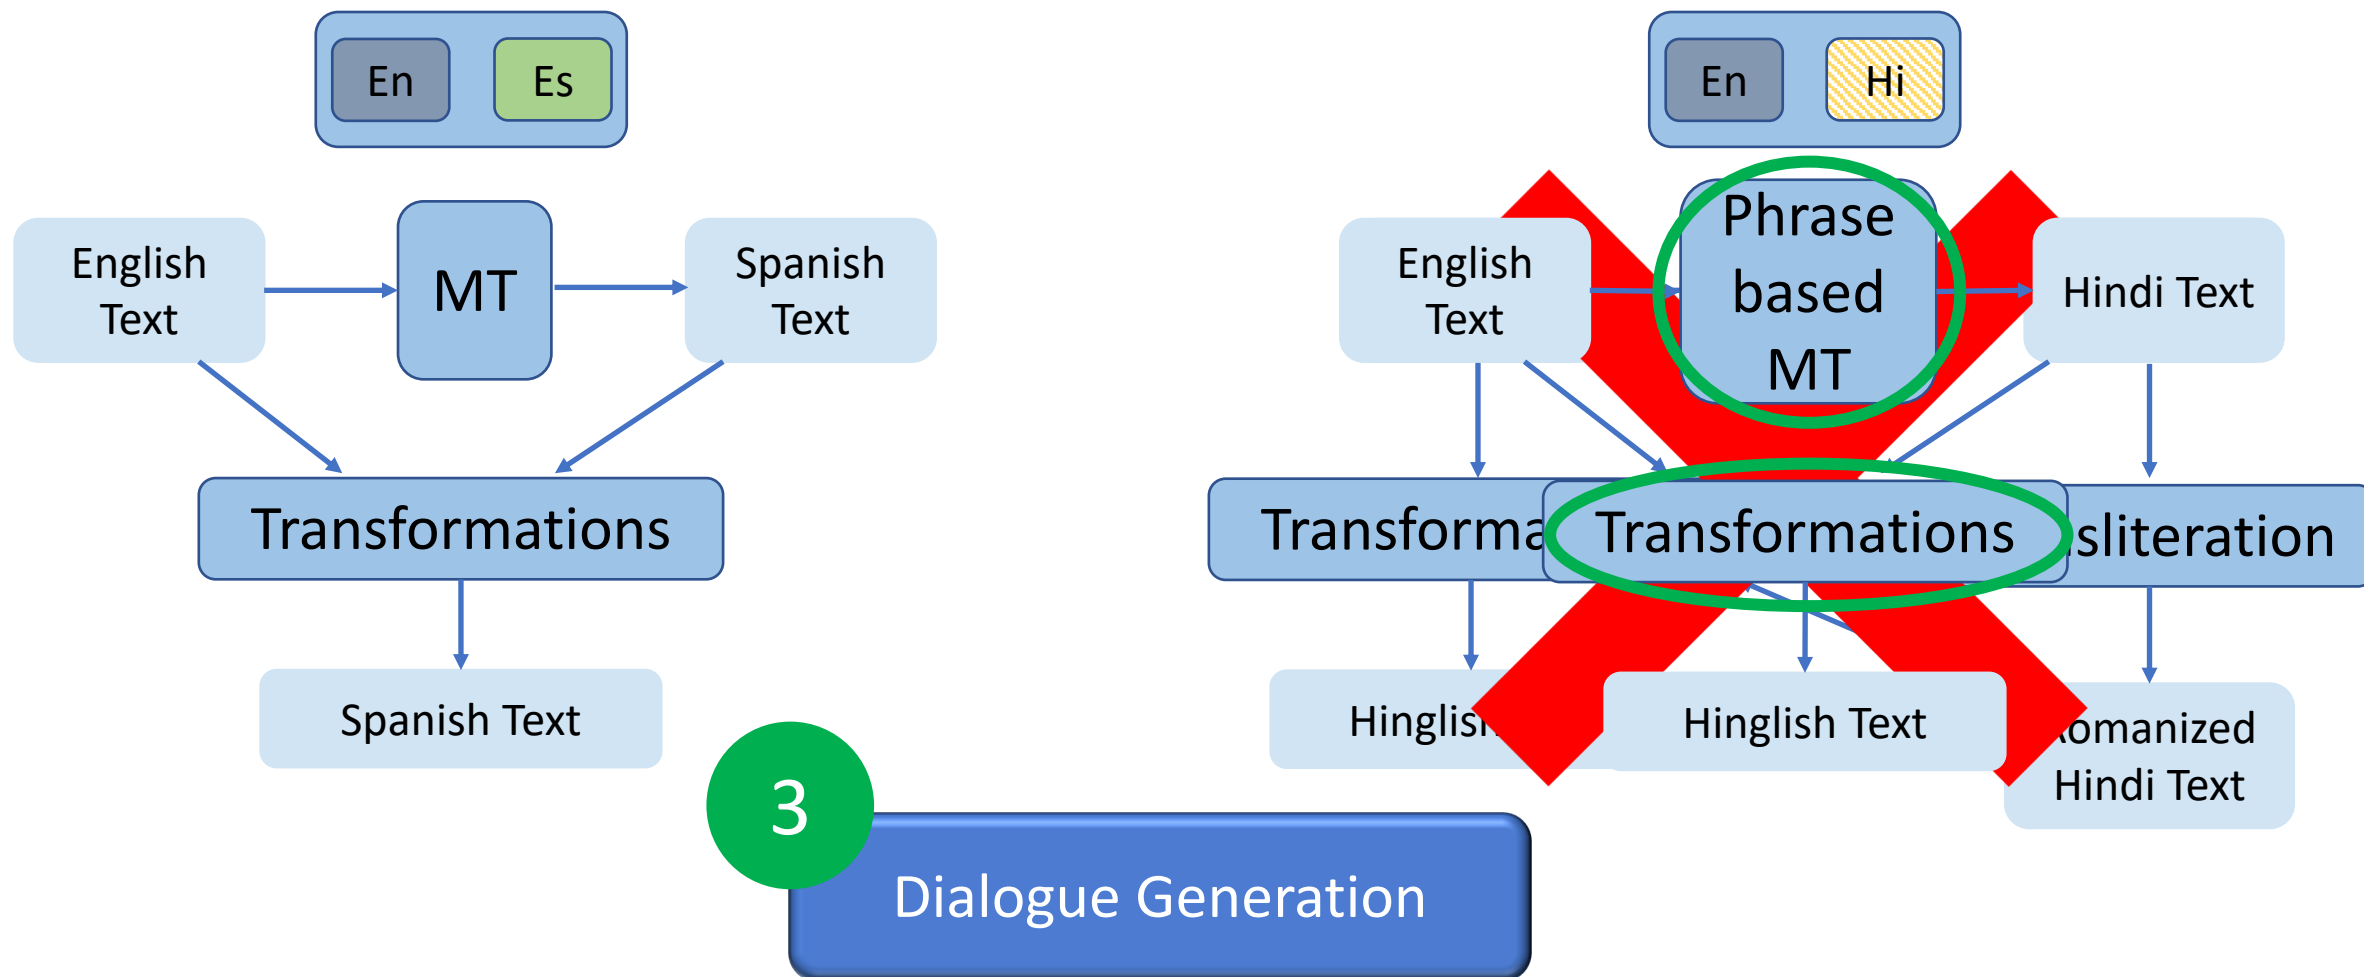 En
Es
English
Text
MT
Spanish
Text
Transformations
Spanish Text
En
Hi
English
Text
Phrase
based
MT
Hindi Text
Transforma
Transformations
sliteration
Hinglis
Hinglish Text
omanized
Hindi Text
3
Dialogue Generation